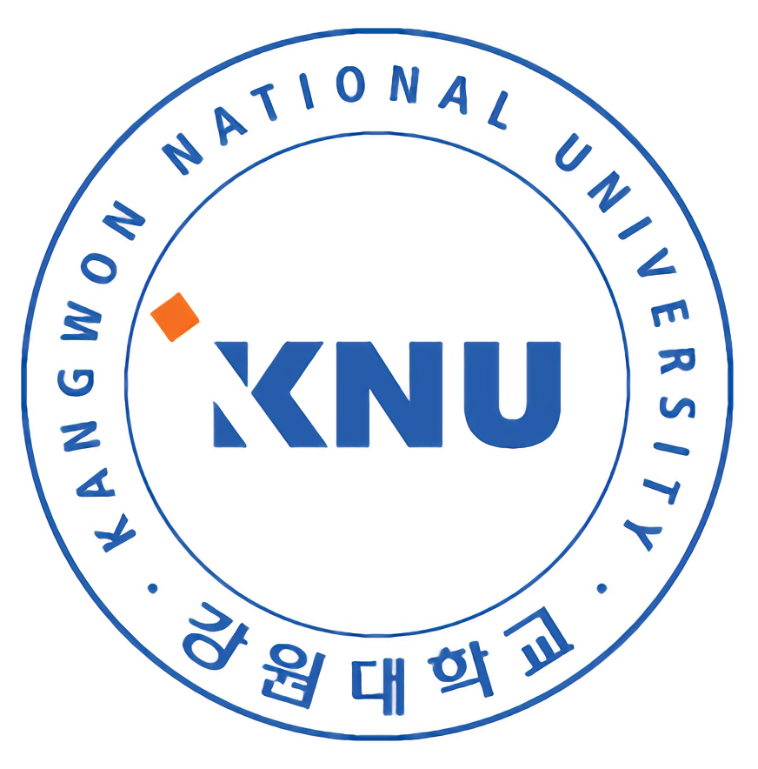 KANGWON NATIONAL UNIVERSITY
KNU
· 강원대학교 ·